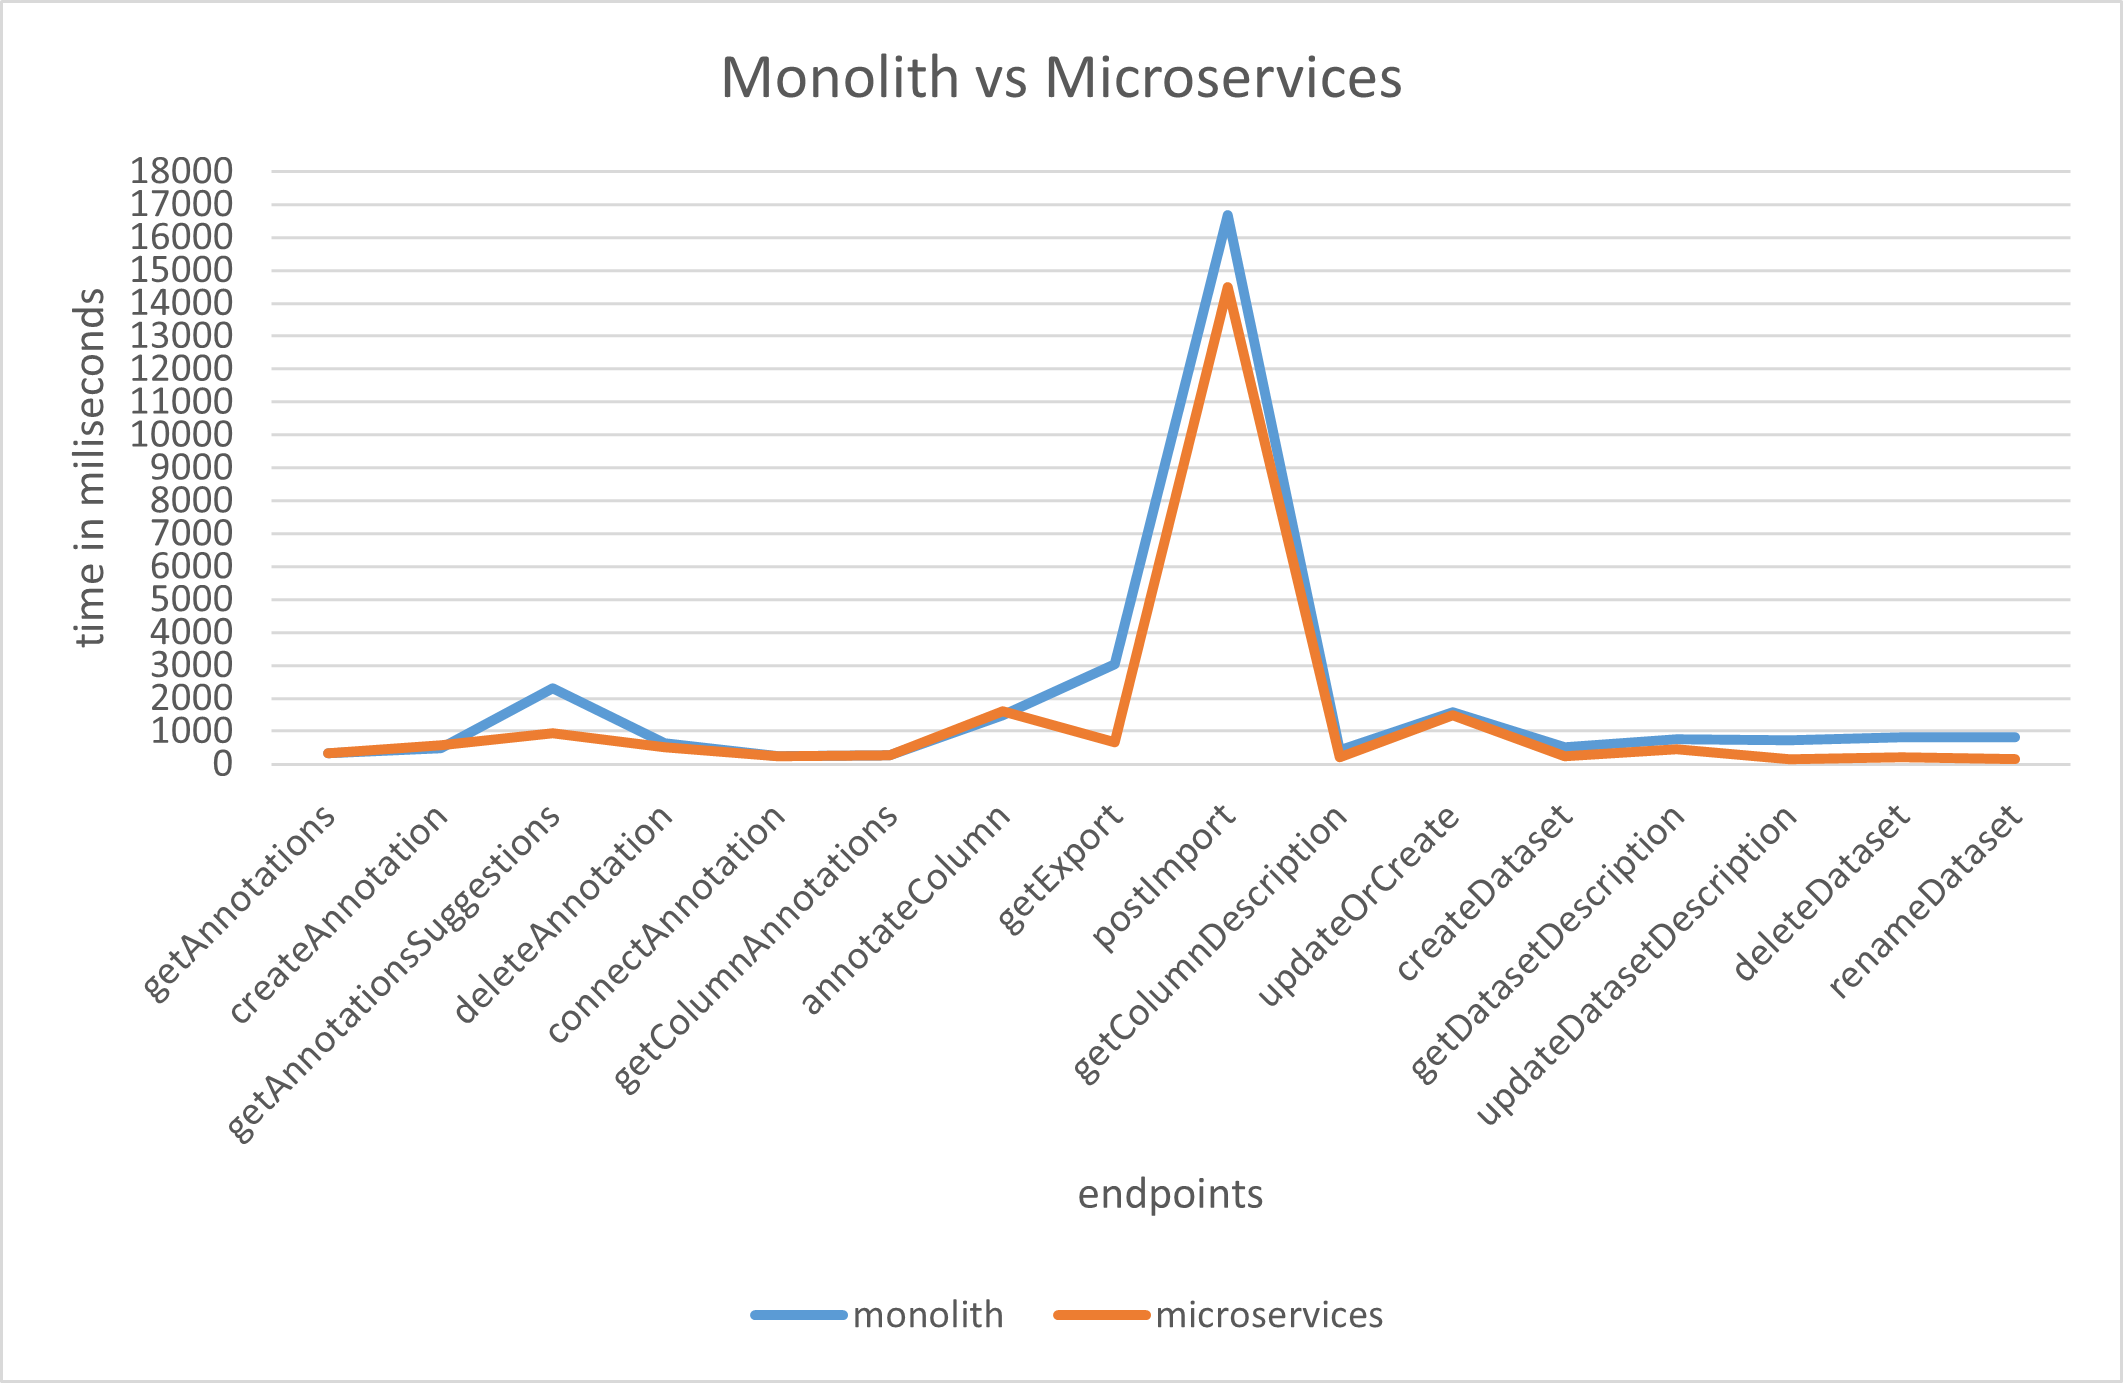 Monolith vs Microservices
time in miliseconds
18000
17000
16000
15000
14000
13000
12000
11000
10000
9000
8000
7000
6000
5000
4000
3000
2000
1000
0
getAnnotations
createAnnotation
getAnnotationsSuggestions
deleteAnnotation
connectAnnotation
getColumnAnnotations
annotateColumn
getExport
postImport
getColumnDescription
updateOrCreate
createDataset
getDatasetDescription
updateDatasetDescription
deleteDataset
renameDataset
endpoints
monolith
microservices